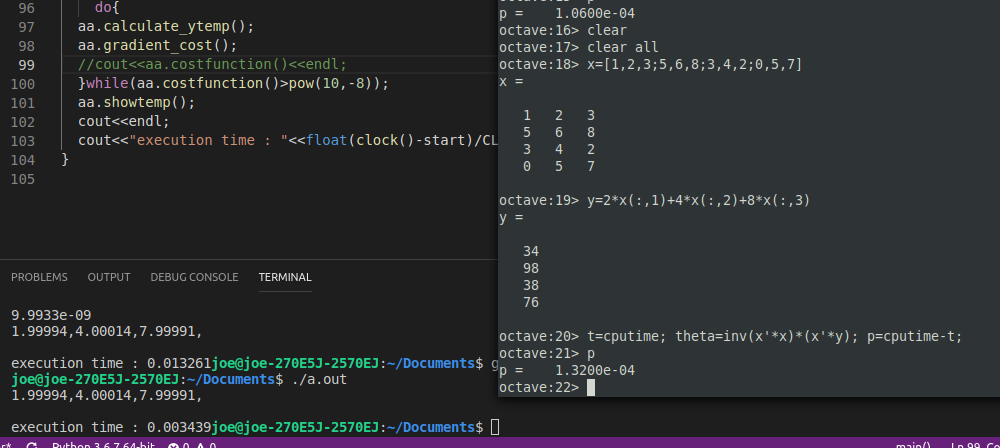 96 do{
97 aa.calculate_ytemp();
98 aa.gradient_cost();
99 //cout<<aa.costfunction()<<endl;
100 }while(aa.costfunction()>pow(10,-8));
101 aa.showtemp();
102 cout<<endl;
103 cout<<"execution time : "<<float(clock()-start)/CL
104 }
105
PROBLEMS OUTPUT DEBUG CONSOLE TERMINAL
9.9933e-09
1.99994,4.00014,7.99991,
execution time : 0.013261joe@joe-270E5J-2570EJ:~/Documents$ g
joe@joe-270E5J-2570EJ:~/Documents$ ./a.out
1.99994,4.00014,7.99991,
execution time : 0.003439joe@joe-270E5J-2570EJ:~/Documents$
p = 1.0600e-04
octave:16> clear
octave:17> clear all
octave:18> x=[1,2,3;5,6,8;3,4,2;0,5,7]
x =
1 2 3
5 6 8
3 4 2
0 5 7
octave:19> y=2*x(:,1)+4*x(:,2)+8*x(:,3)
y =
34
98
38
76
octave:20> t=cputime; theta=inv(x'*x)*(x'*y); p=cputime-t;
octave:21> p
p = 1.3200e-04
octave:22>
r* Python 3.6.7 64-bit 0 0 main() Ln 99, Co